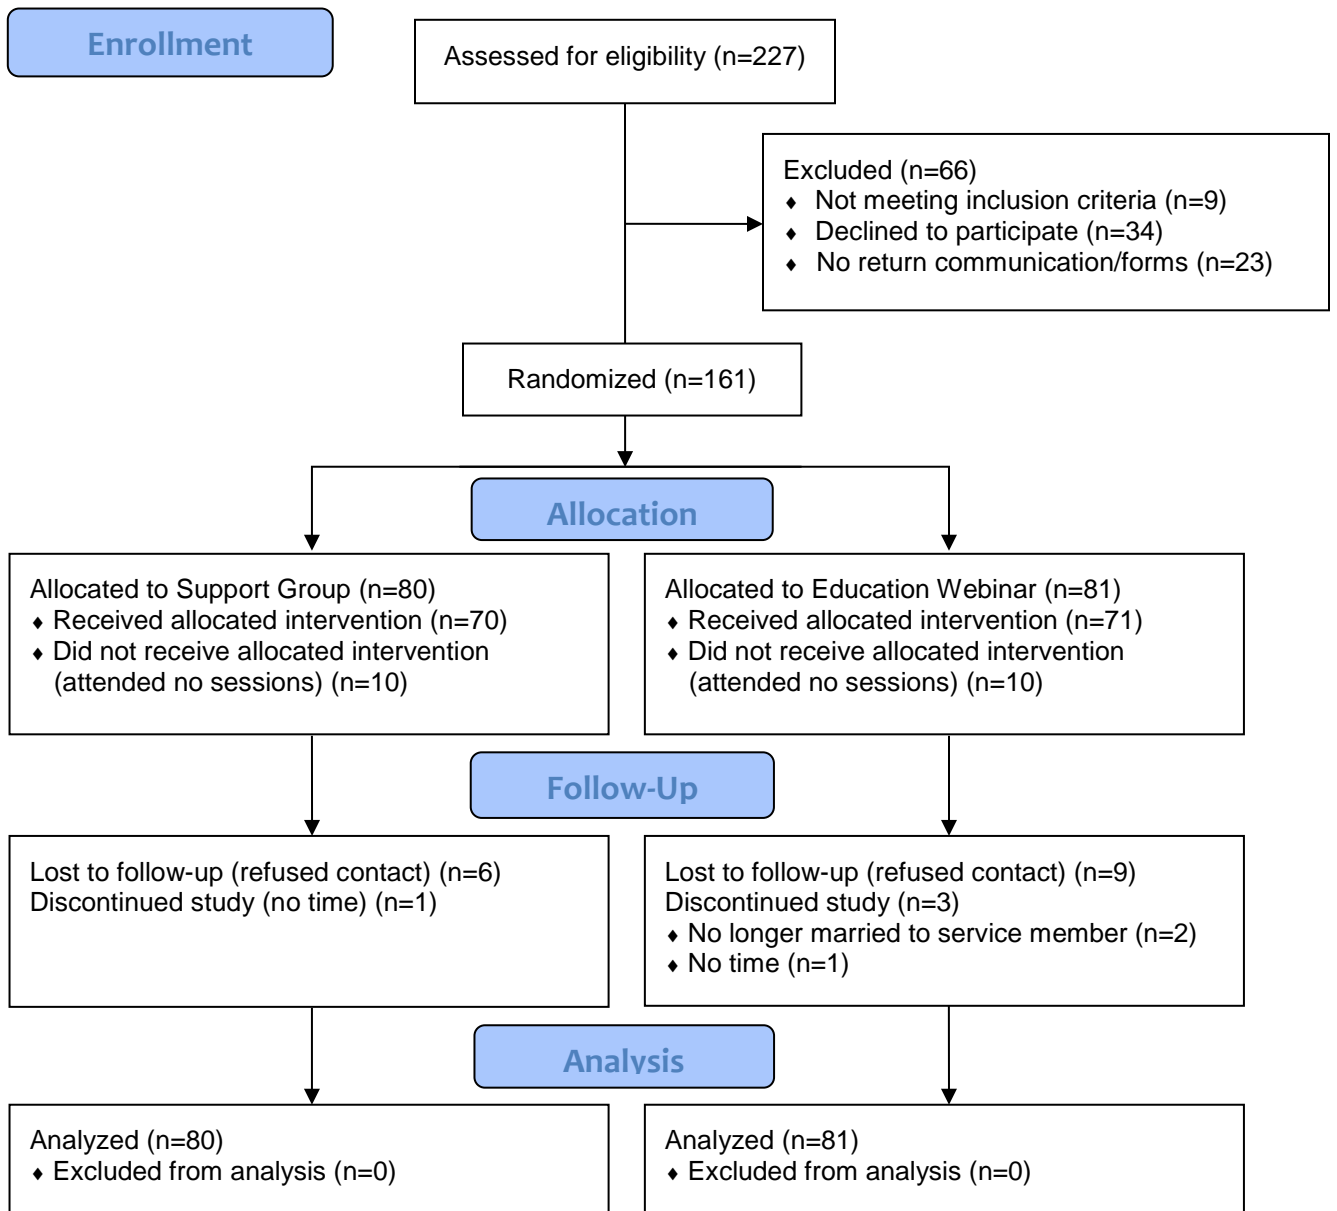 Enrollment
Assessed for eligibility (n=227)
Excluded (n=66)
♦ Not meeting inclusion criteria (n=9)
♦ Declined to participate (n=34)
♦ No return communication/forms (n=23)
Randomized (n=161)
Allocation
Allocated to Support Group (n=80)
♦ Received allocated intervention (n=70)
♦ Did not receive allocated intervention
(attended no sessions) (n=10)
Allocated to Education Webinar (n=81)
♦ Received allocated intervention (n=71)
♦ Did not receive allocated intervention
(attended no sessions) (n=10)
Follow-Up
Lost to follow-up (refused contact) (n=6)
Discontinued study (no time) (n=1)
Lost to follow-up (refused contact) (n=9)
Discontinued study (n=3)
♦ No longer married to service member (n=2)
♦ No time (n=1)
Analysis
Analyzed (n=80)
♦ Excluded from analysis (n=0)
Analyzed (n=81)
♦ Excluded from analysis (n=0)